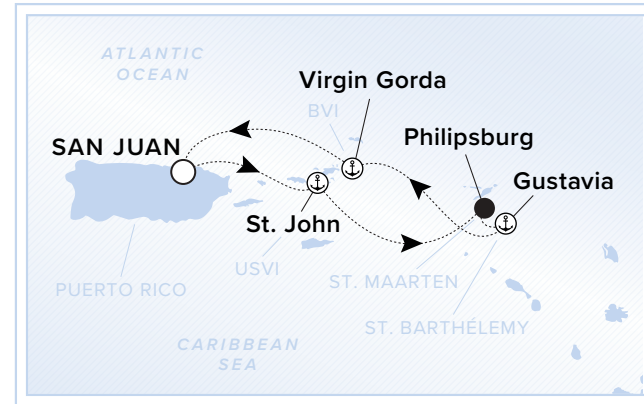 ATLANTIC
OCEAN
Virgin Gorda
BVI
SAN JUAN
Philipsburg
Gustavia
St. John
USVI
PUERTO RICO
ST. MAARTEN
ST. BARTHÉLEMY
CARIBBEAN
SEA